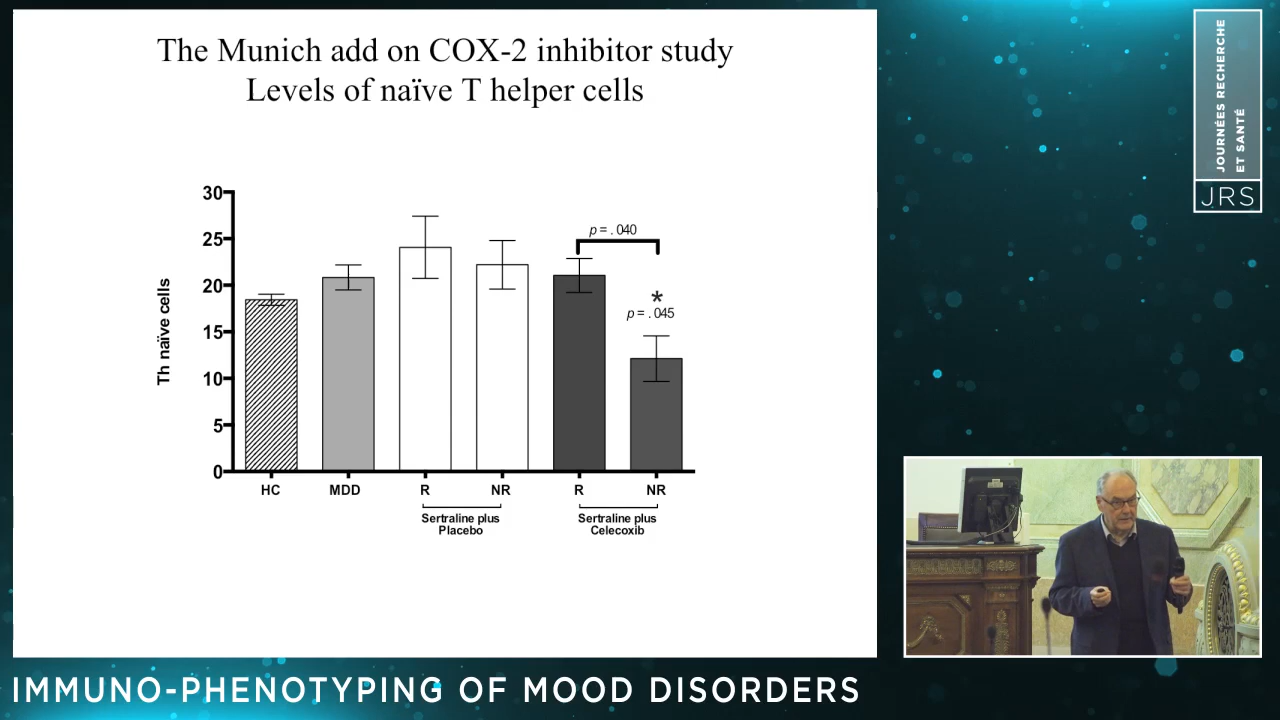 The Munich add on COX-2 inhibitor study
Levels of naïve T helper cells
Th naïve cells
30
25
20
15
10
5
0
p = . 040
*
p = . 045
HC
MDD
R
NR
R
NR
Sertraline plus
Placebo
Sertraline plus
Celecoxib
JOURNÉES RECHERCHE
ET SANTÉ
JRS
IMMUNO-PHENOTYPING OF MOOD DISORDERS